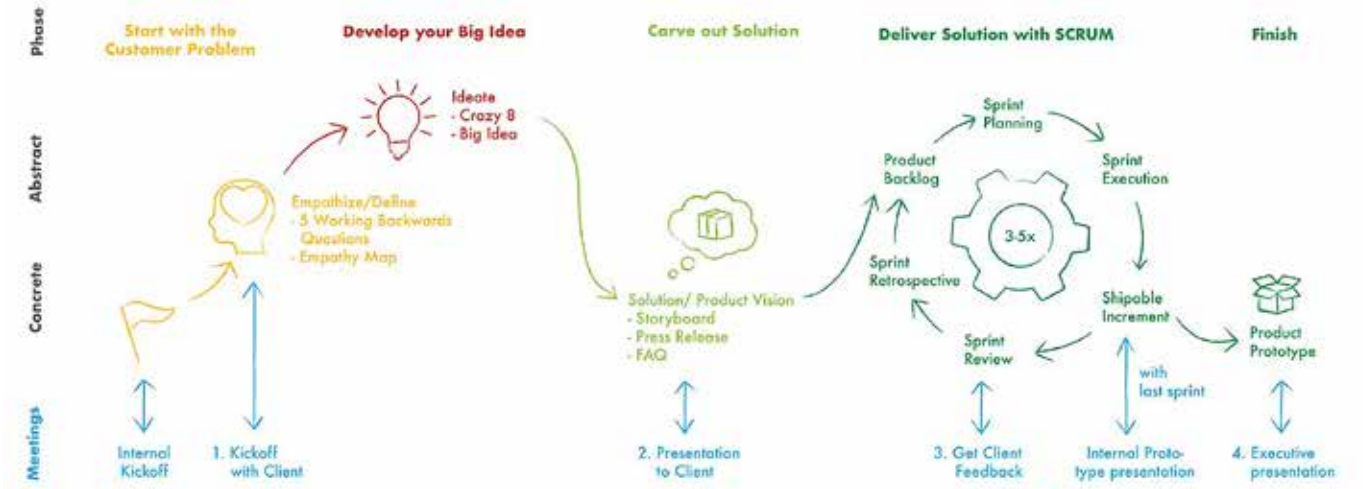 Phase
Start with the
Customer Problem
Develop your Big Idea
Carve out Solution
Deliver Solution with SCRUM
Finish
Abstract
Concrete
Meetings
Empathize/Define
- 5 Working Backwards
Questions
- Empathy Map
Ideate
- Crazy 8
- Big Idea
Solution/ Product Vision
- Storyboard
- Press Release
- FAQ
Product
Backlog
Sprint
Planning
Sprint
Execution
3-5x
Sprint
Retrospective
Shipable
Increment
Sprint
Review
Product
Prototype
with
last sprint
Internal
Kickoff
1. Kickoff
with Client
2. Presentation
to Client
3. Get Client
Feedback
Internal Proto-
type presentation
4. Executive
presentation